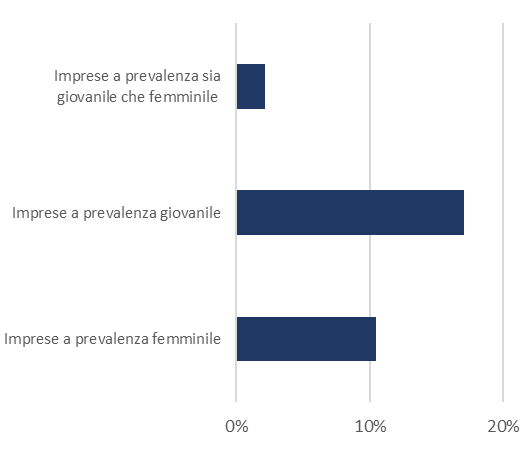 Imprese a prevalenza sia
giovanile che femminile
Imprese a prevalenza giovanile
Imprese a prevalenza femminile
0%
10%
20%